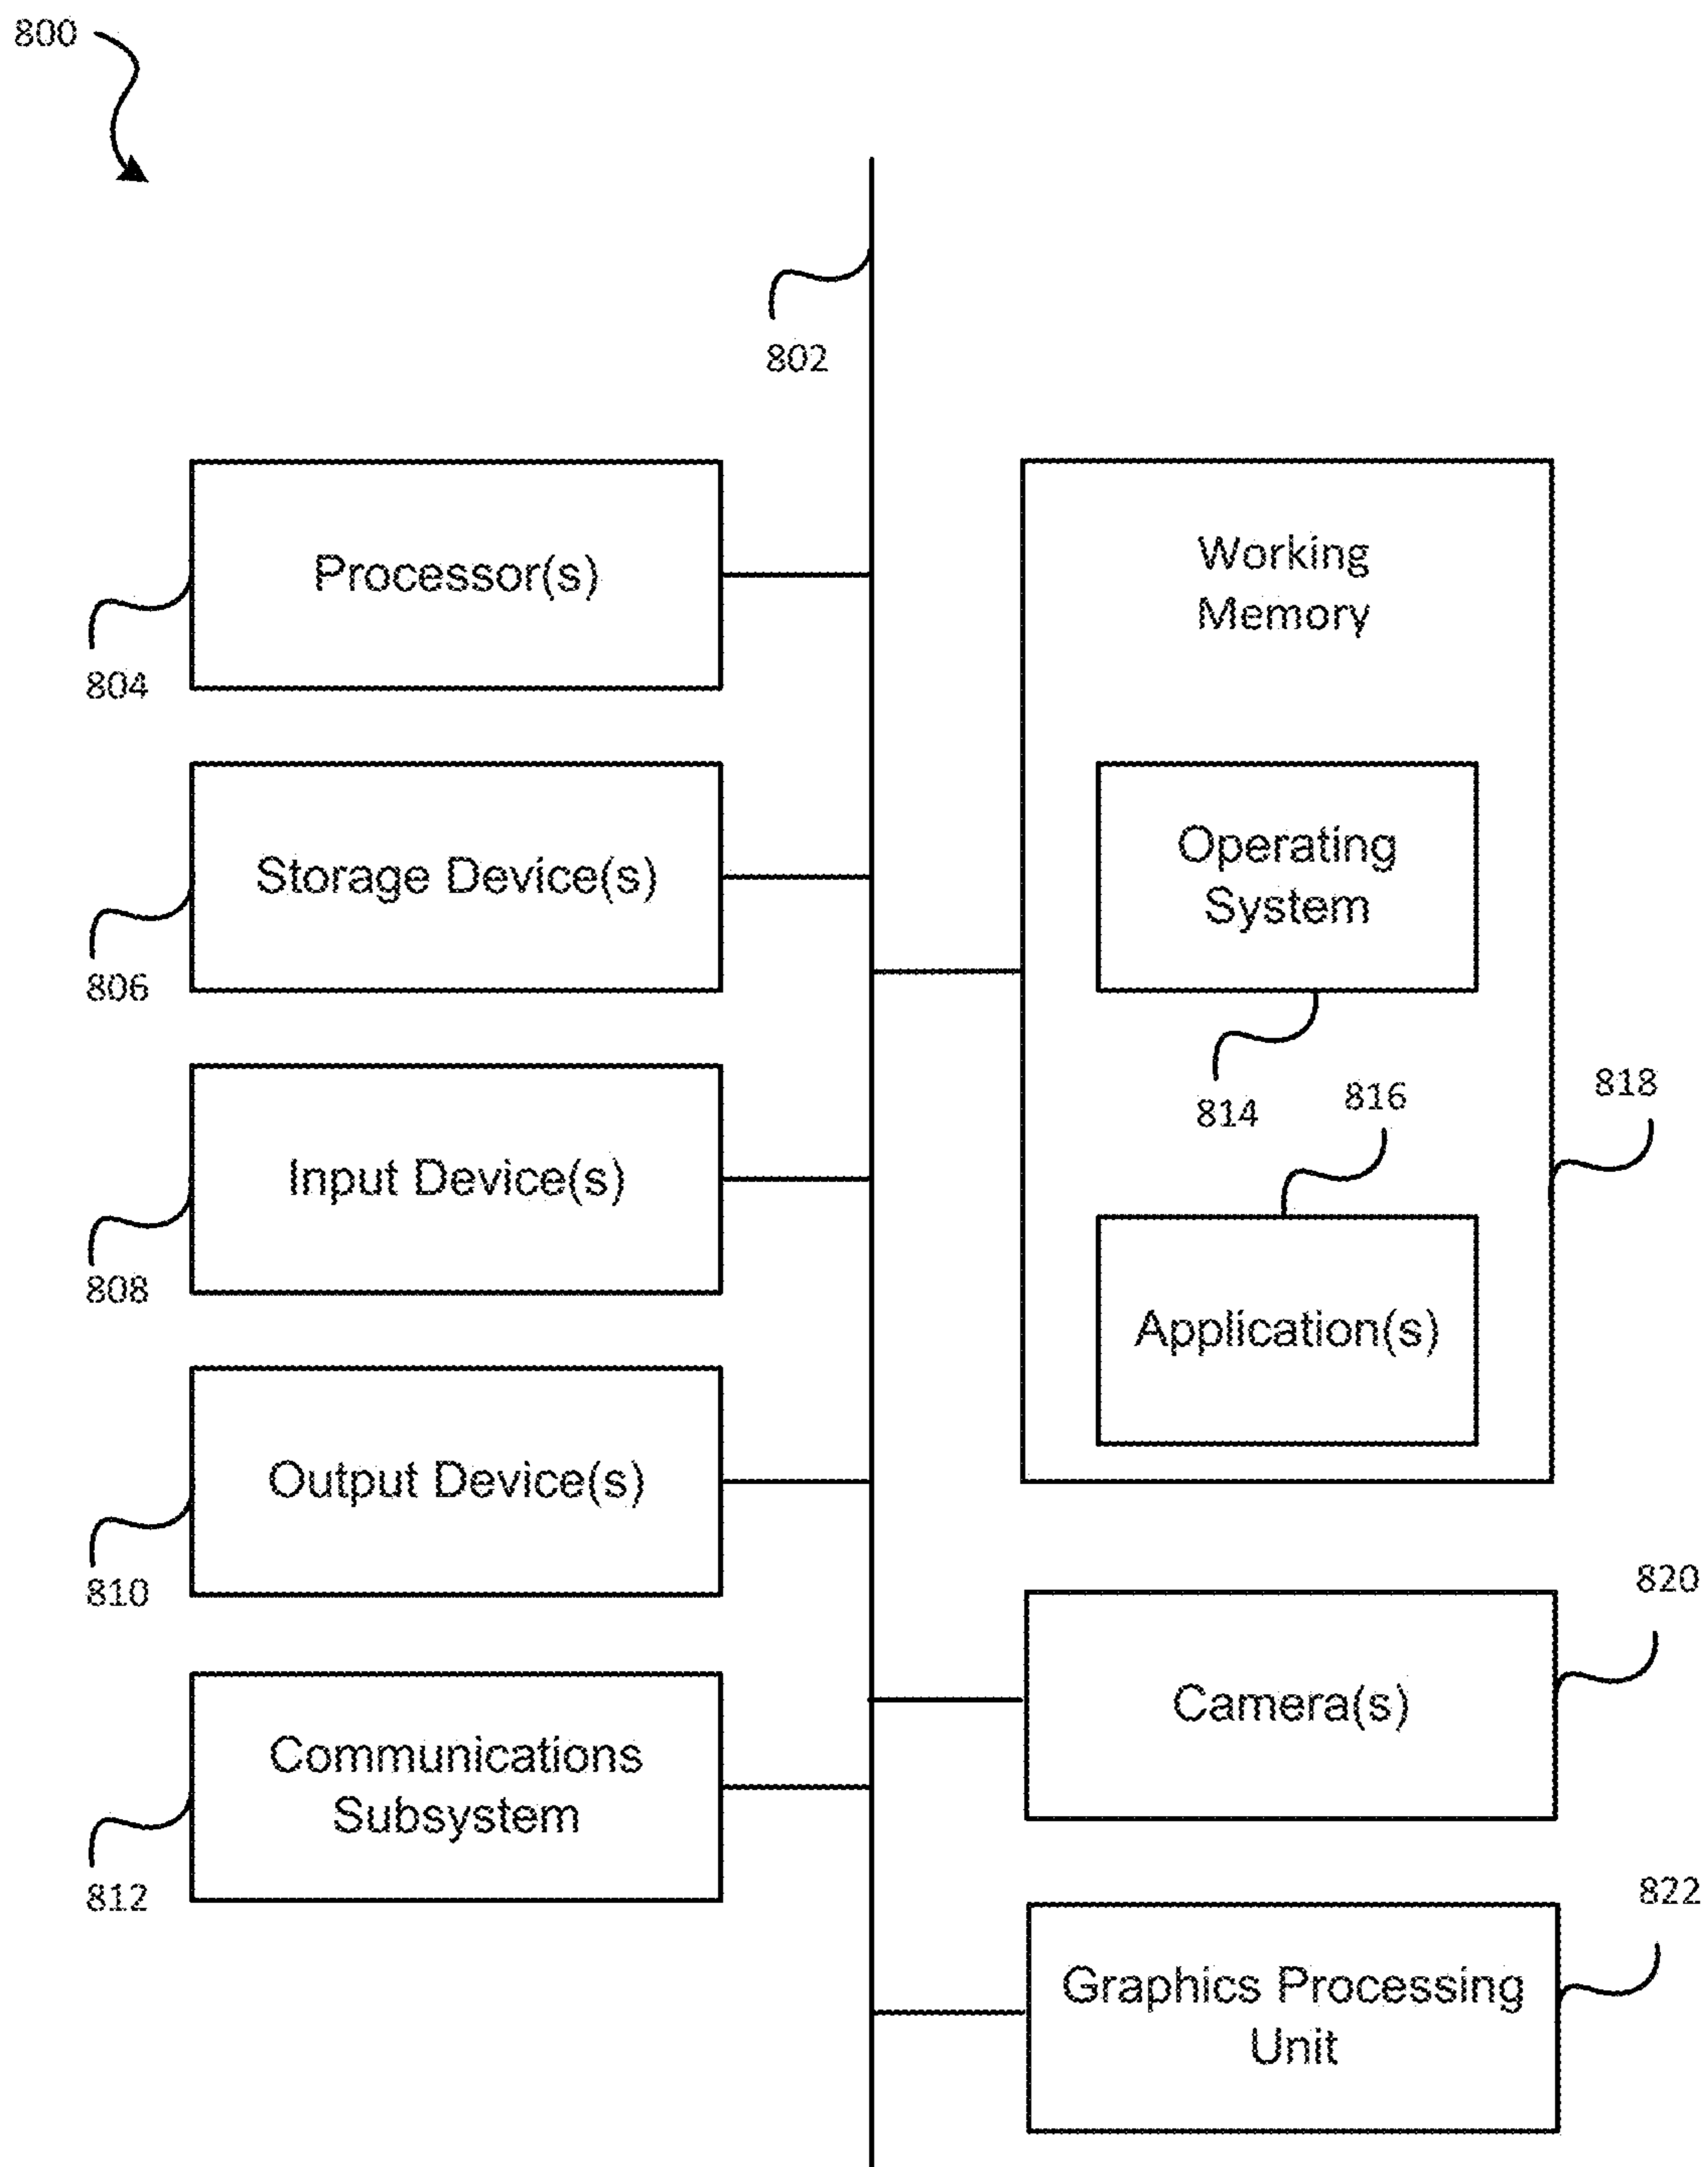 800
802
Processor(s)
804
Storage Device(s)
806
Input Device(s)
808
Output Device(s)
810
Communications
Subsystem
812
Working
Memory
Operating
System
814
816
818
Application(s)
820
Camera(s)
822
Graphics Processing
Unit